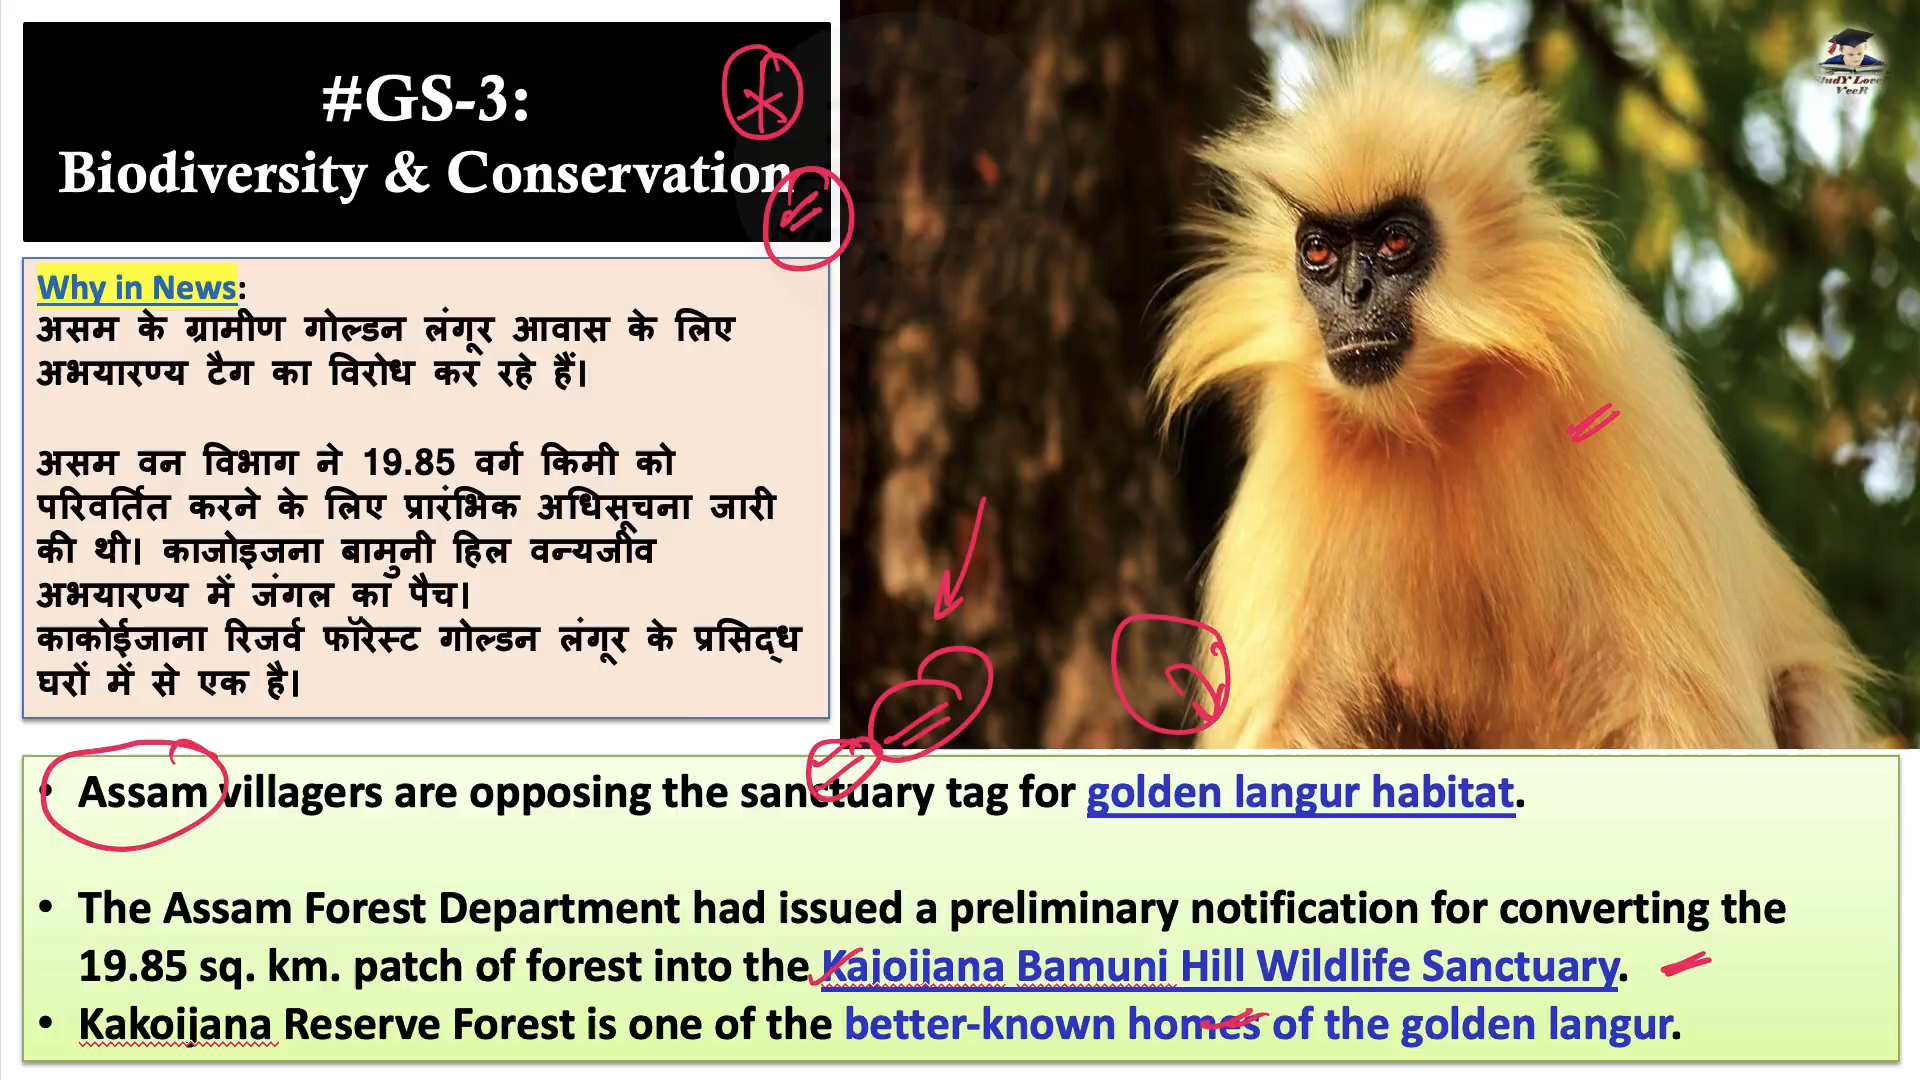 #GS-3:
Biodiversity & Conservation
Why in News:
असम के ग्रामीण गोल्डन लंगूर आवास के लिए
अभयारण्य टैग का विरोध कर रहे हैं।
असम वन विभाग ने 19.85 वर्ग किमी को
परिवर्तित करने के लिए प्रारंभिक अधिसूचना जारी
की थी। काजोइजना बामुनी हिल वन्यजीव
अभयारण्य में जंगल का पैच।
काकोईजाना रिजर्व फॉरेस्ट गोल्डन लंगूर के प्रसिद्ध
घरों में से एक है।
StudY LoveR
VeeR
• Assam villagers are opposing the sanctuary tag for golden langur habitat.
• The Assam Forest Department had issued a preliminary notification for converting the
19.85 sq. km. patch of forest into the Kajoijana Bamuni Hill Wildlife Sanctuary.
• Kakoijana Reserve Forest is one of the better-known homes of the golden langur.